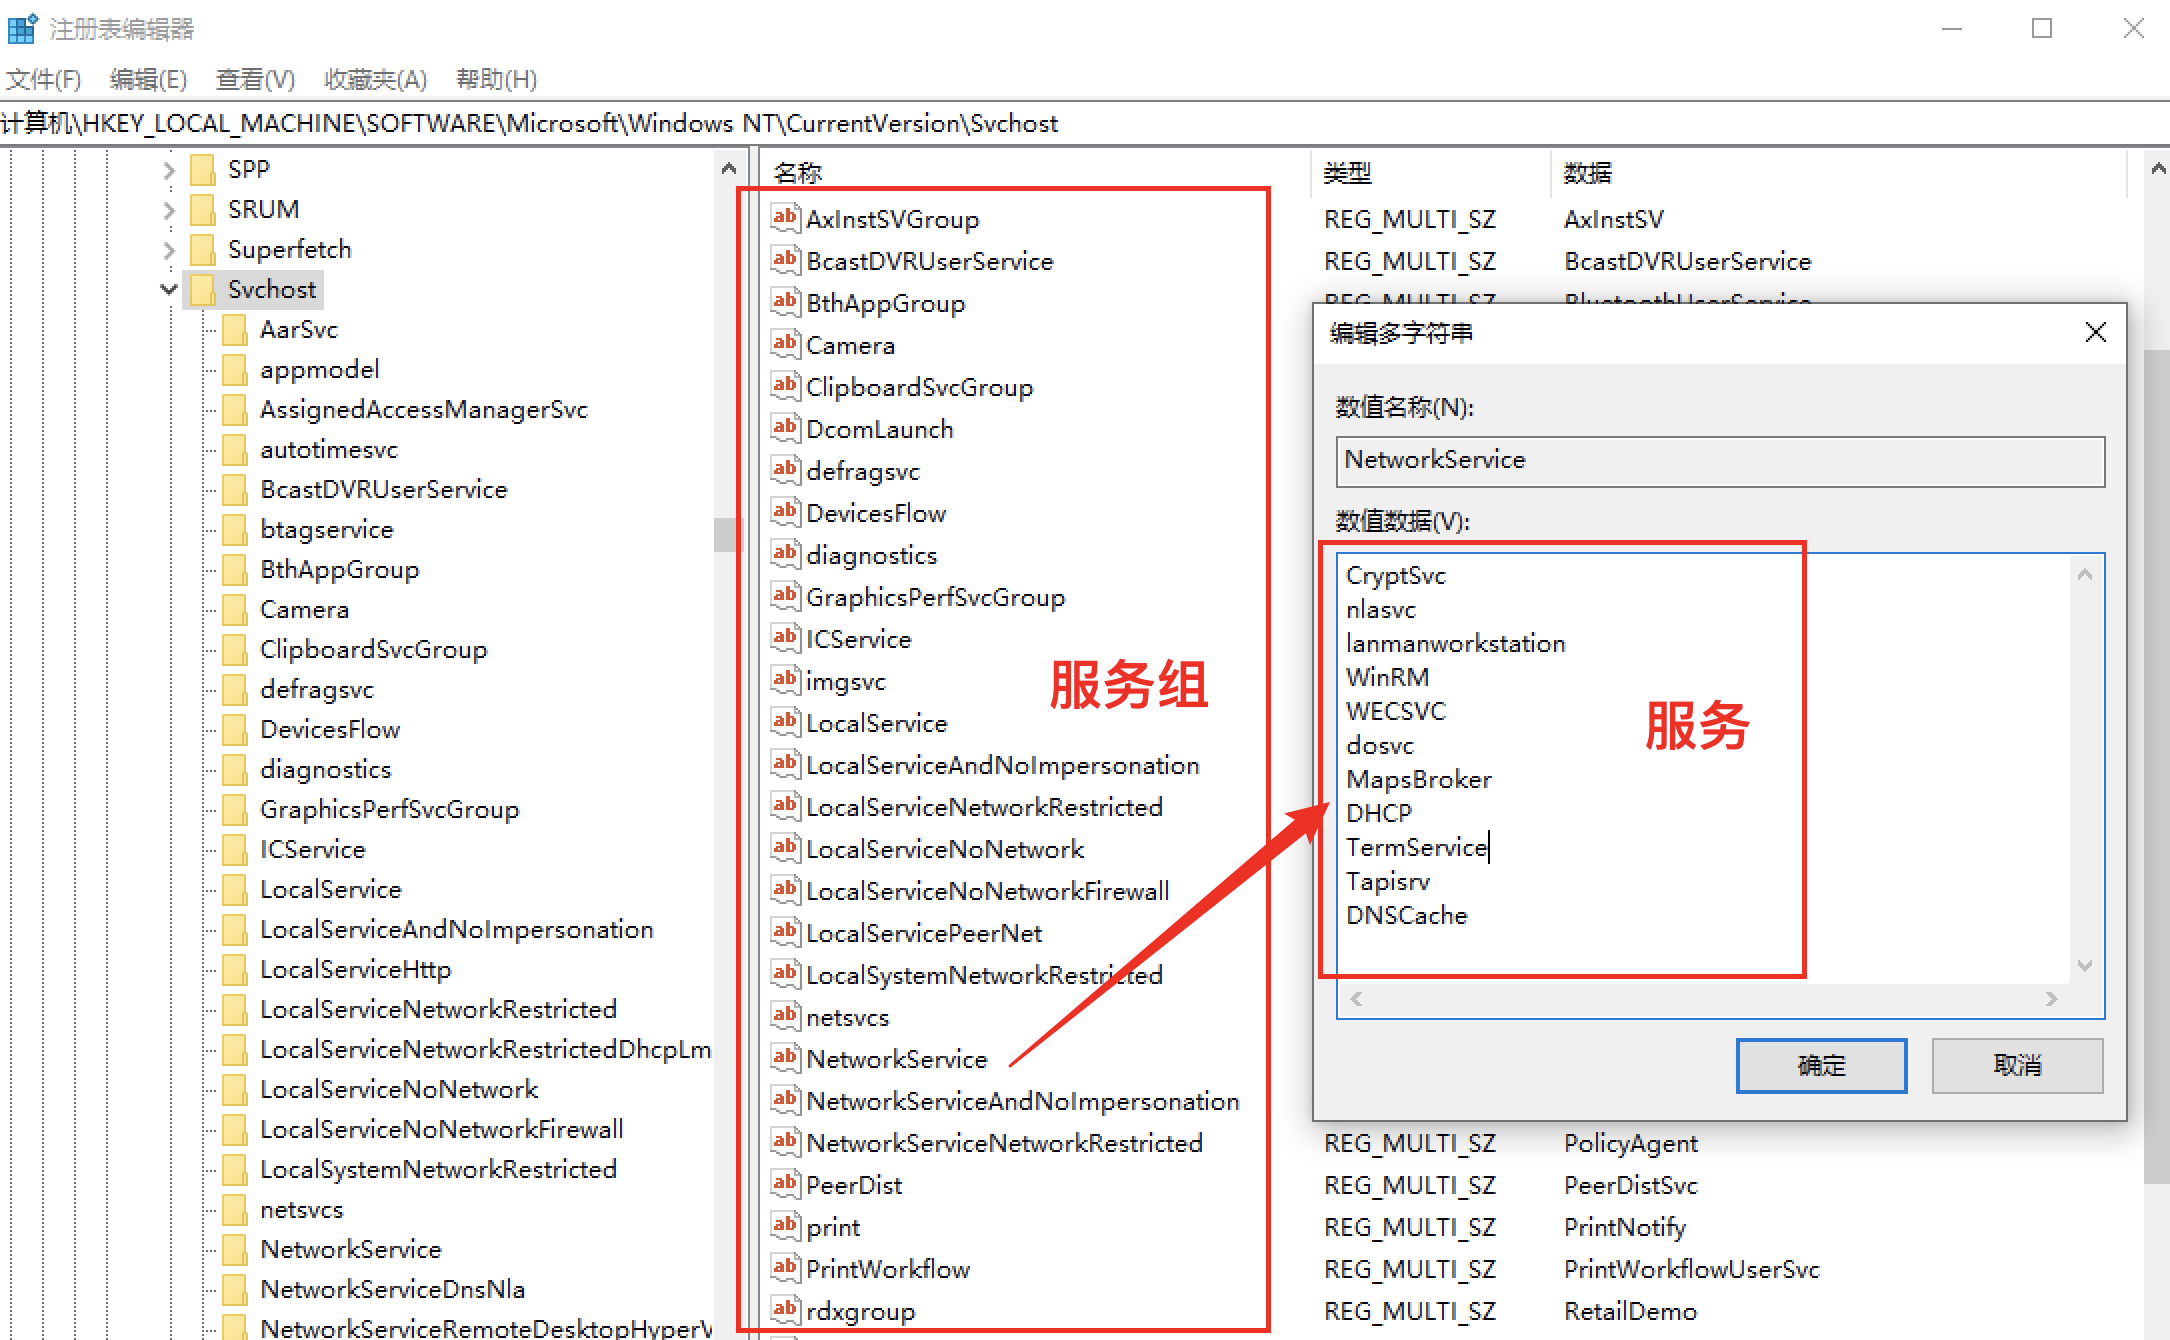 注册表编辑器
文件(F) 编辑(E) 查看(V) 收藏夹(A) 帮助(H)
计算机\HKEY_LOCAL_MACHINE\SOFTWARE\Microsoft\Windows NT\CurrentVersion\Svchost
SPP
SRUM
Superfetch
Svchost
AarSvc
appmodel
AssignedAccessManagerSvc
autotimesvc
BcastDVRUserService
btagservice
BthAppGroup
Camera
ClipboardSvcGroup
defragsvc
DevicesFlow
diagnostics
GraphicsPerfSvcGroup
ICService
LocalService
LocalServiceAndNoImpersonation
LocalServiceHttp
LocalServiceNetworkRestricted
LocalServiceNetworkRestrictedDhcpLm
LocalServiceNoNetwork
LocalServiceNoNetworkFirewall
LocalSystemNetworkRestricted
netsvcs
NetworkService
NetworkServiceDnsNla
NetworkServiceRemoteDesktopHyperV
名称 类型 数据
AxInstSVGroup REG_MULTI_SZ AxInstSV
BcastDVRUserService REG_MULTI_SZ BcastDVRUserService
BthAppGroup REG_MULTI_SZ BluetoothUserService
Camera
ClipboardSvcGroup
DcomLaunch
defragsvc
DevicesFlow
diagnostics
GraphicsPerfSvcGroup
ICService
imgsvc
LocalService
LocalServiceAndNoImpersonation
LocalServiceNetworkRestricted
LocalServiceNoNetwork
LocalServiceNoNetworkFirewall
LocalServicePeerNet
LocalSystemNetworkRestricted
netsvcs
NetworkService
NetworkServiceAndNoImpersonation
NetworkServiceNetworkRestricted REG_MULTI_SZ PolicyAgent
PeerDist REG_MULTI_SZ PeerDistSvc
print REG_MULTI_SZ PrintNotify
PrintWorkflow REG_MULTI_SZ PrintWorkflowUserSvc
rdxgroup REG_MULTI_SZ RetailDemo
服务组
编辑多字符串
数值名称(N):
NetworkService
数值数据(V):
CryptSvc
nlasvc
lanmanworkstation
WinRM
WECSVC
dosvc
MapsBroker
DHCP
TermService
Tapisrv
DNSCache
服务
确定 取消